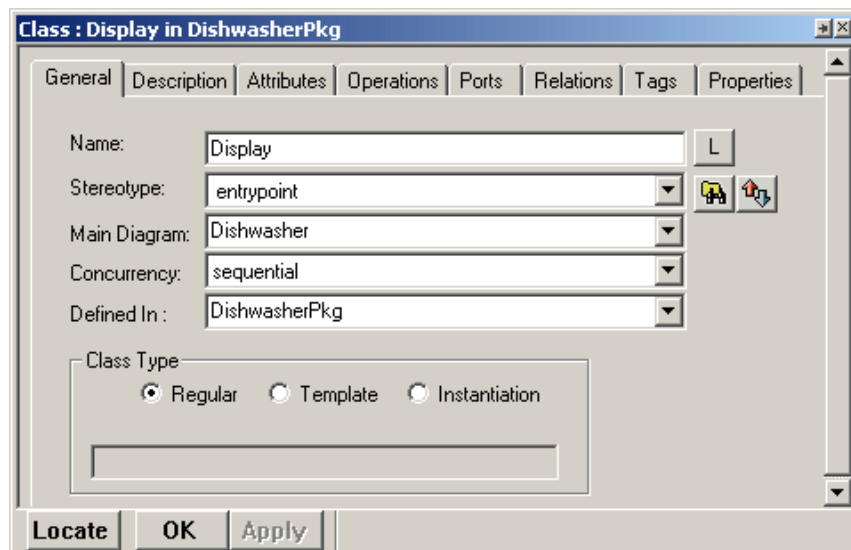 Class : Display in DishwasherPkg
General Description Attributes Operations Ports Relations Tags Properties
Name: Display L
Stereotype: entrypoint
Main Diagram: Dishwasher
Concurrency: sequential
Defined In : DishwasherPkg
Class Type
Regular Template Instantiation
Locate OK Apply